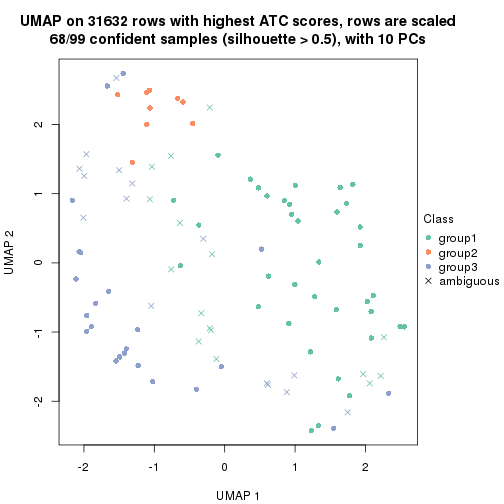 UMAP on 31632 rows with highest ATC scores, rows are scaled
68/99 confident samples (silhouette > 0.5), with 10 PCs
UMAP 2
2
1
0
-1
-2
-2
-1
0
1
2
UMAP 1
Class
group1
group2
group3
ambiguous